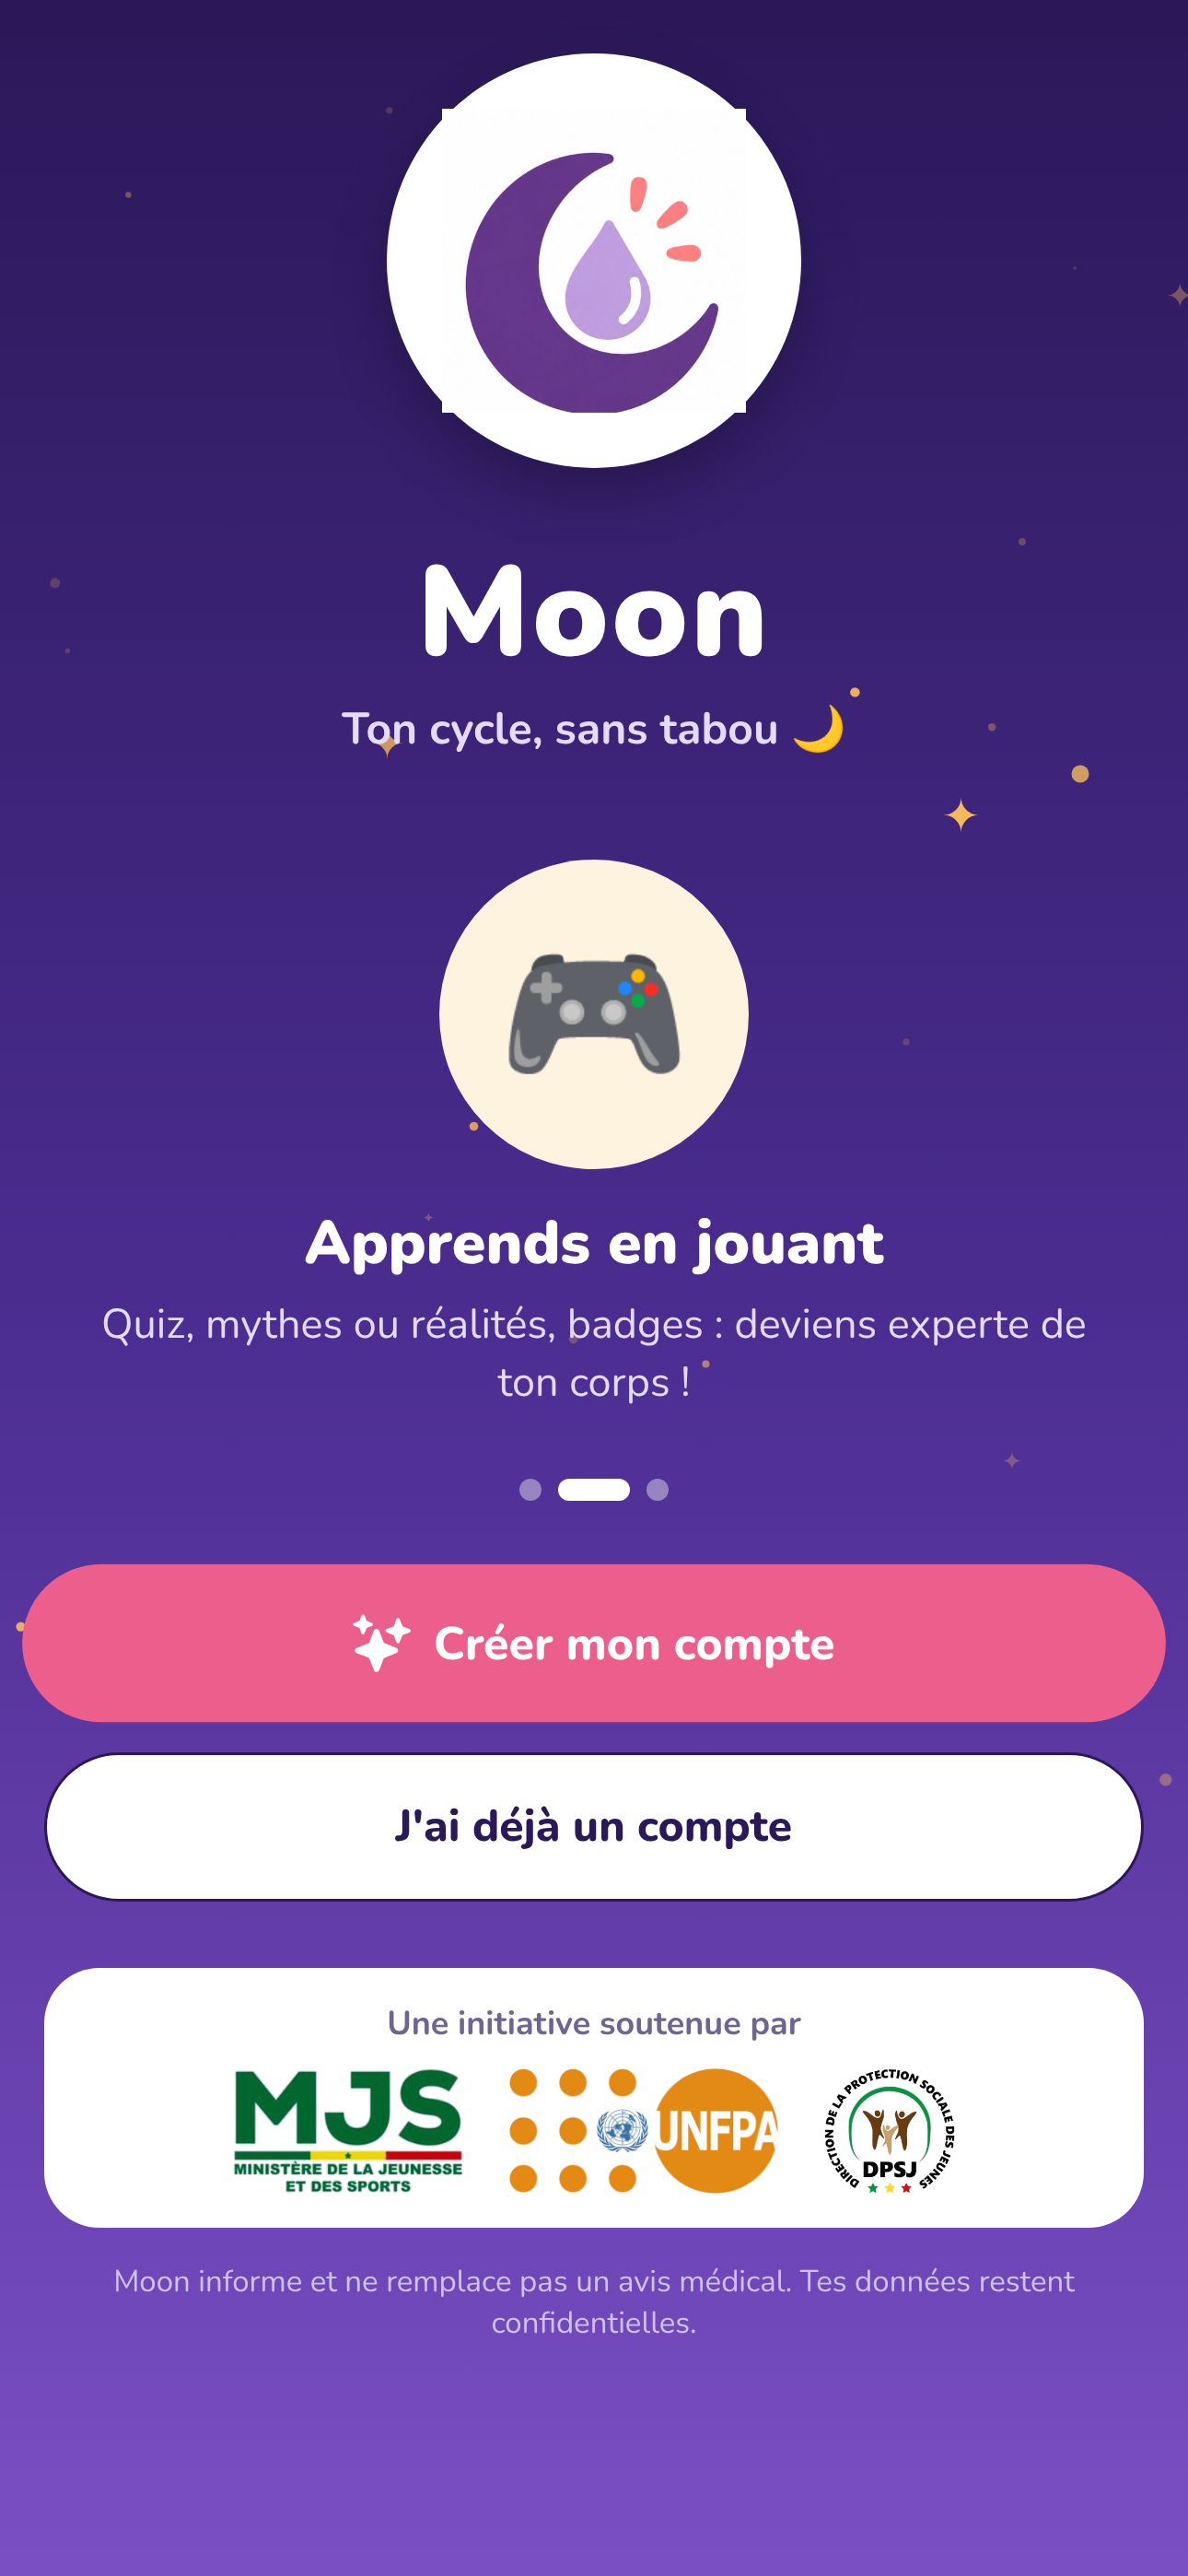 Moon
Ton cycle, sans tabou 🌙
Apprends en jouant
Quiz, mythes ou réalités, badges : deviens experte de
ton corps !
Créer mon compte
J'ai déjà un compte
Une initiative soutenue par
MJS
MINISTÈRE DE LA JEUNESSE
ET DES SPORTS
UNFPA
DIRECTION DE LA PROTECTION SOCIALE DES JEUNES
DPSJ
Moon informe et ne remplace pas un avis médical. Tes données restent
confidentielles.